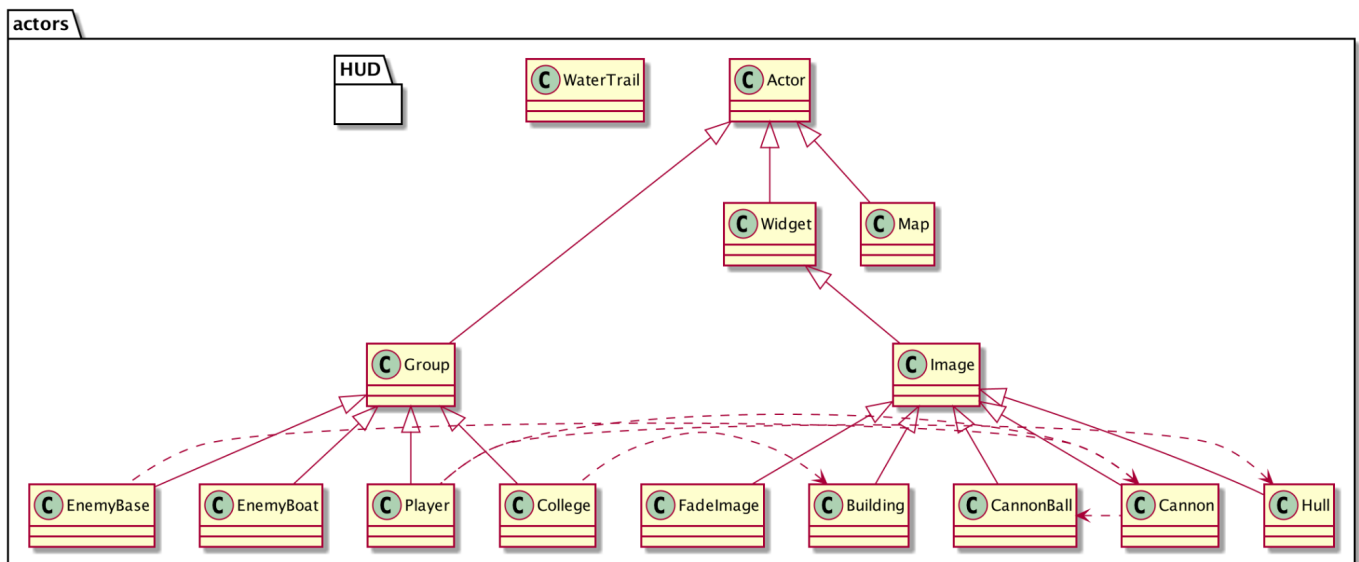 actors
HUD
C WaterTrail
C Actor
C Widget
C Map
C Group
C Image
C EnemyBase
C EnemyBoat
C Player
C College
C FadeImage
C Building
C CannonBall
C Cannon
C Hull